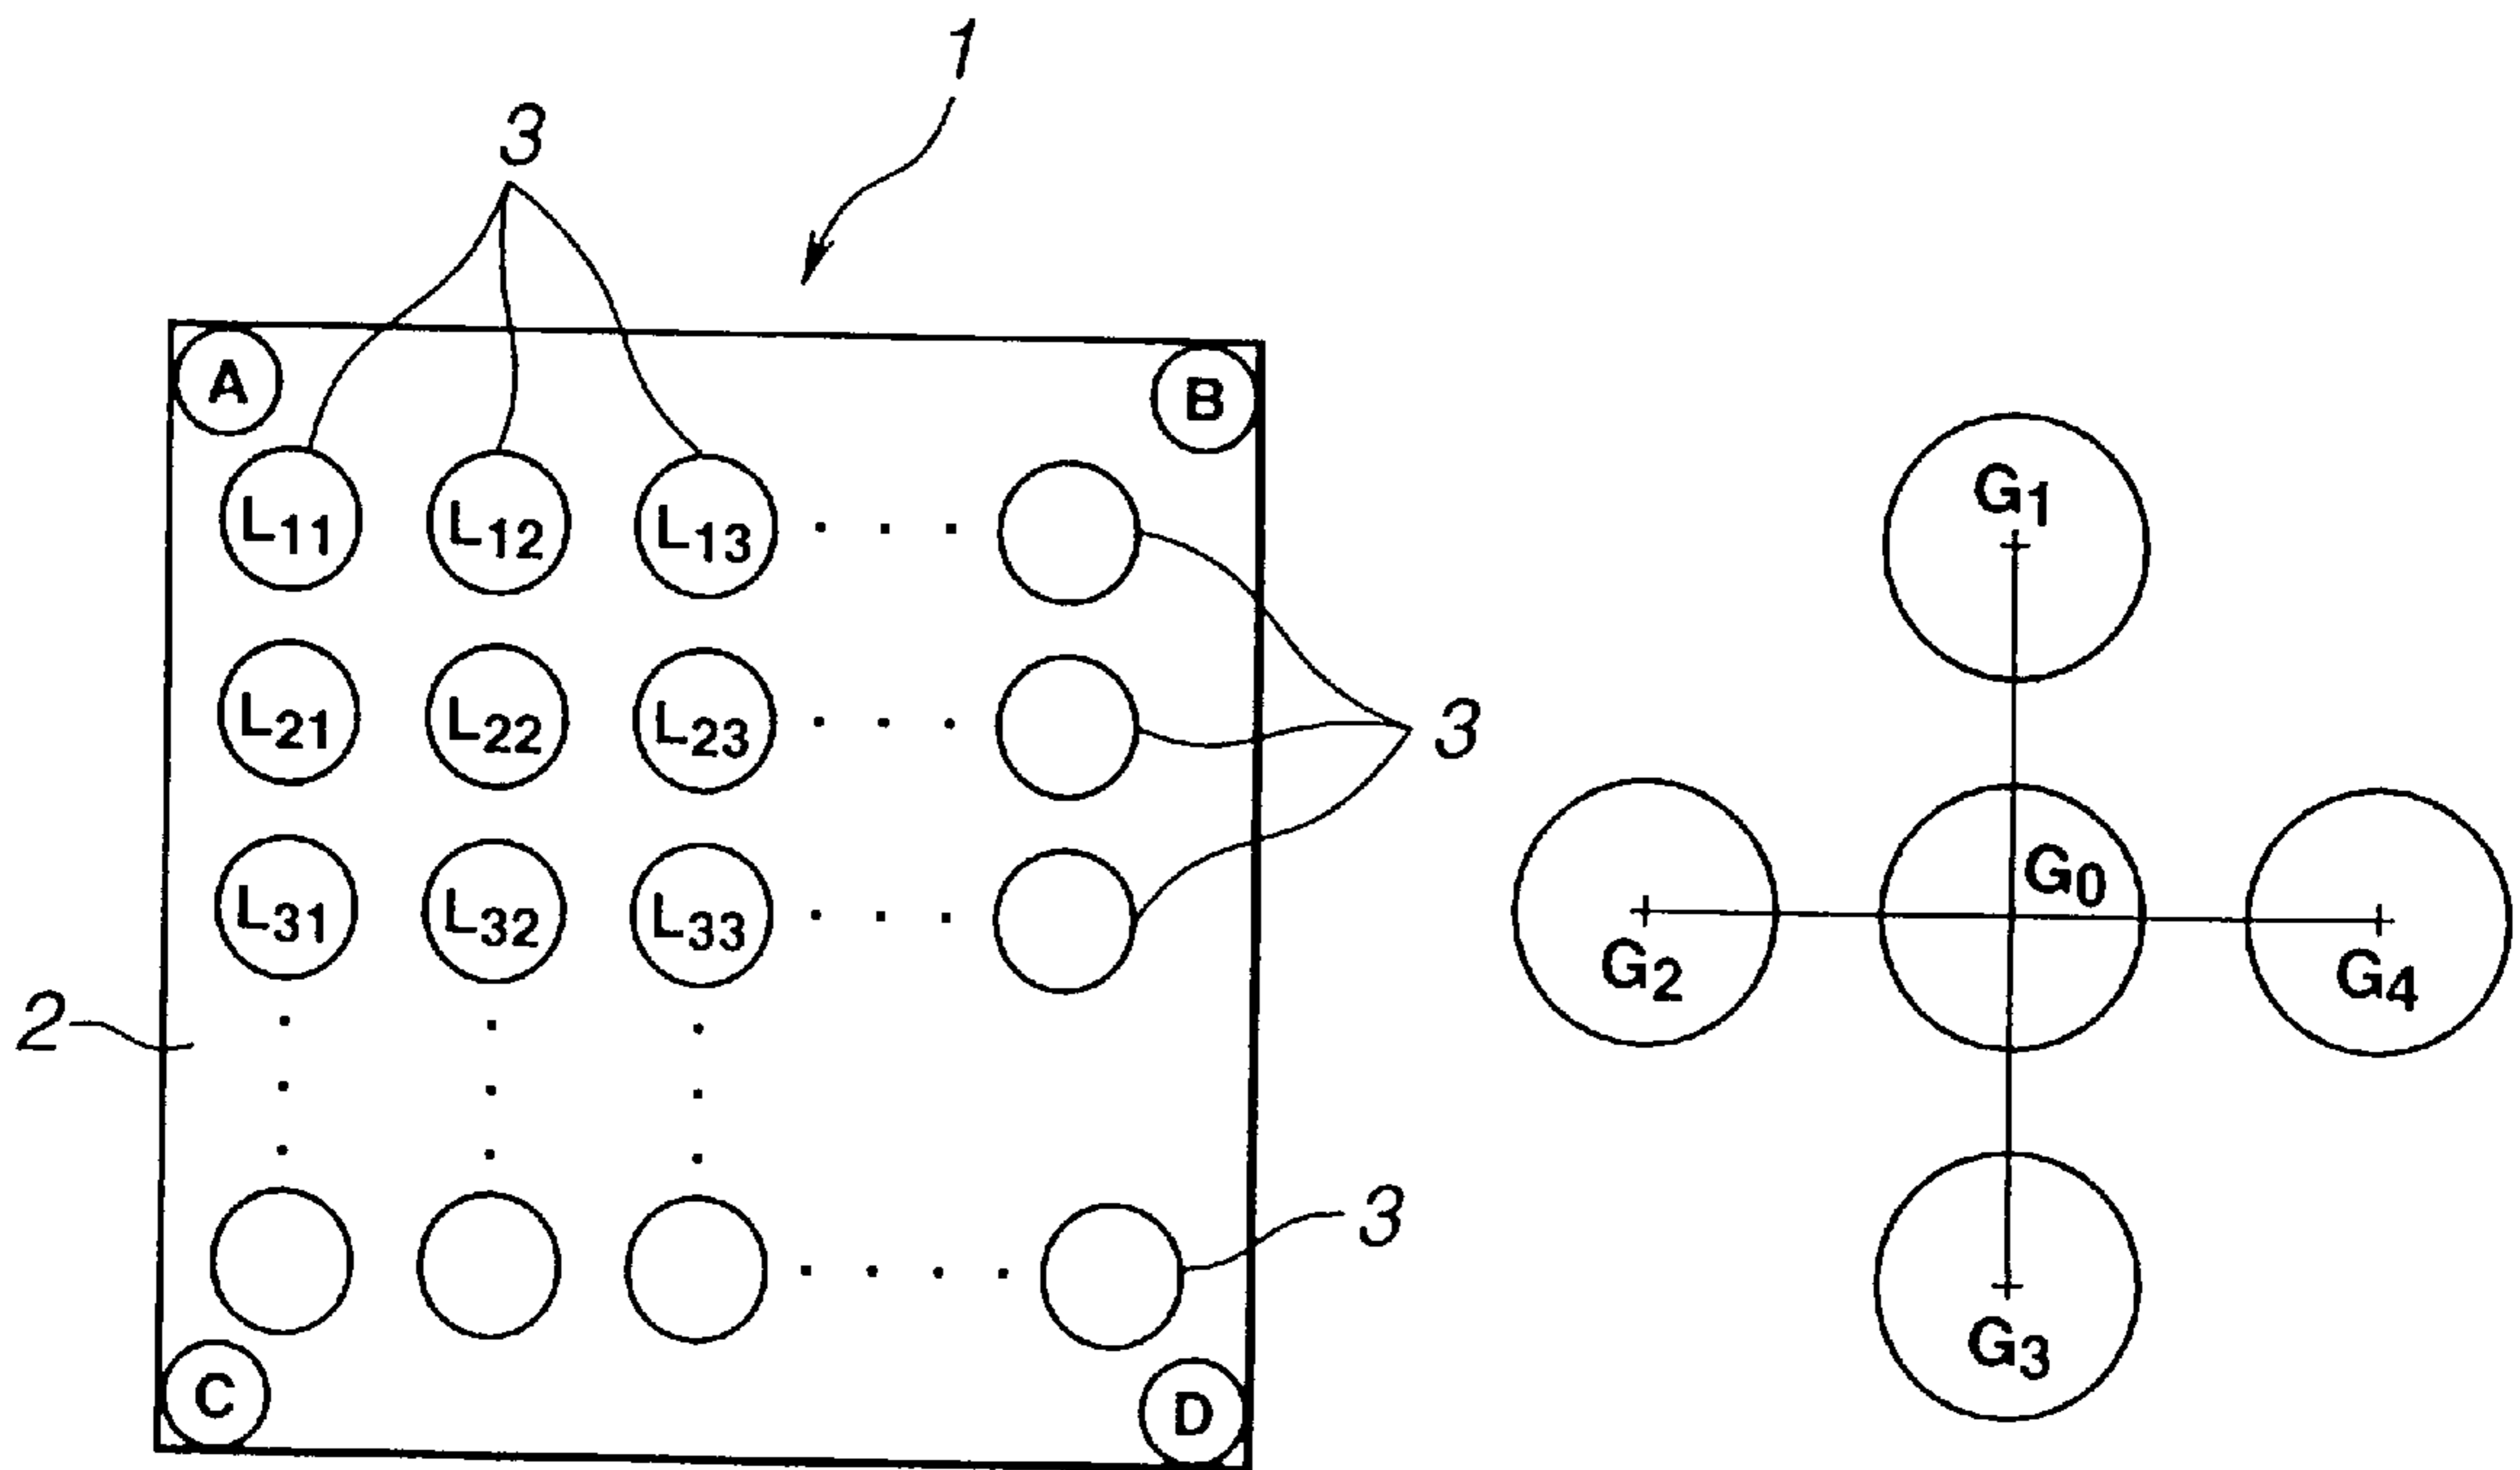 1
3
A
B
L11 L12 L13 . . .
G1
L21 L22 L23 . . .
3
L31 L32 L33 . . .
G0
G2
G4
2
3
G3
C
D